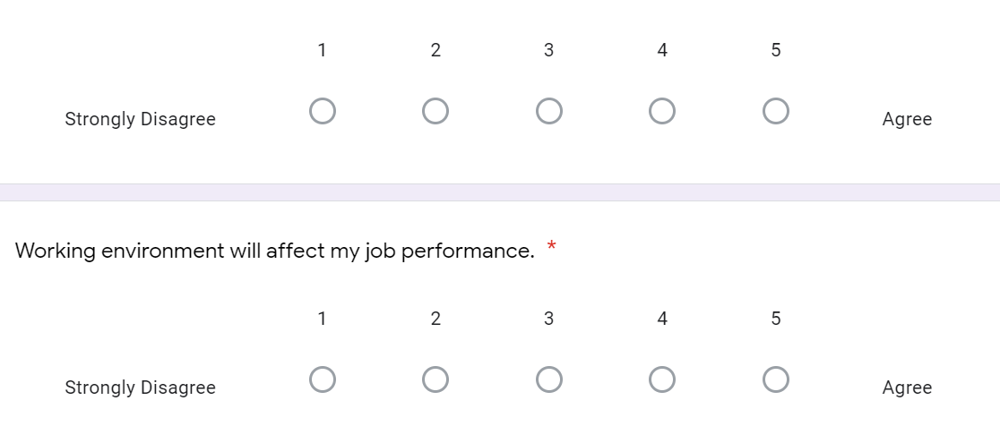 1 2 3 4 5
Strongly Disagree Agree
Working environment will affect my job performance. *
1 2 3 4 5
Strongly Disagree Agree